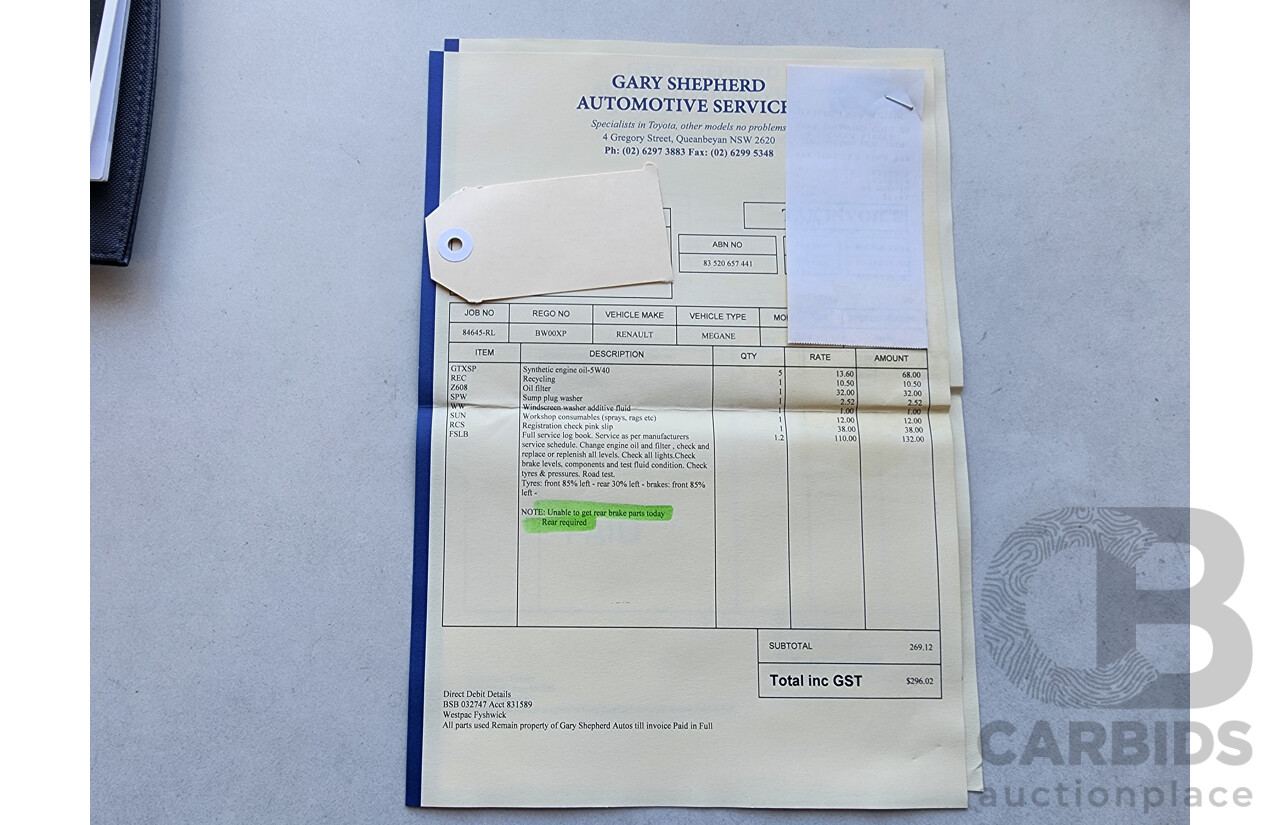 GARY SHEPHERD
AUTOMOTIVE SERVICE
Specialists in Toyota, other models no problems
4 Gregory Street, Queanbeyan NSW 2620
Ph: (02) 6297 3883 Fax: (02) 6299 5348
ABN NO
83 520 657 441
JOB NO REGO NO VEHICLE MAKE VEHICLE TYPE MO
84645-RL BW00XP RENAULT MEGANE
ITEM DESCRIPTION QTY RATE AMOUNT
GTXSP Synthetic engine oil-5W40 5 13.60 68.00
REC Recycling 1 10.50 10.50
Z608 Oil filter 1 32.00 32.00
SPW Sump plug washer 1 2.52 2.52
WW Windscreen washer additive fluid 1 1.00 1.00
SUN Workshop consumables (sprays, rags etc) 1 12.00 12.00
RCS Registration check pink slip 1 38.00 38.00
FSLB Full service log book. Service as per manufacturers 1.2 110.00 132.00
service schedule. Change engine oil and filter , check and
replace or replenish all levels. Check all lights.Check
brake levels, components and test fluid condition. Check
tyres & pressures. Road test.
Tyres: front 85% left - rear 30% left - brakes: front 85%
left -
NOTE: Unable to get rear brake parts today
Rear required
SUBTOTAL 269.12
Total inc GST $296.02
Direct Debit Details
BSB 032747 Acct 831589
Westpac Fyshwick
All parts used Remain property of Gary Shepherd Autos till invoice Paid in Full
CB
CARBIDS
auctionplace